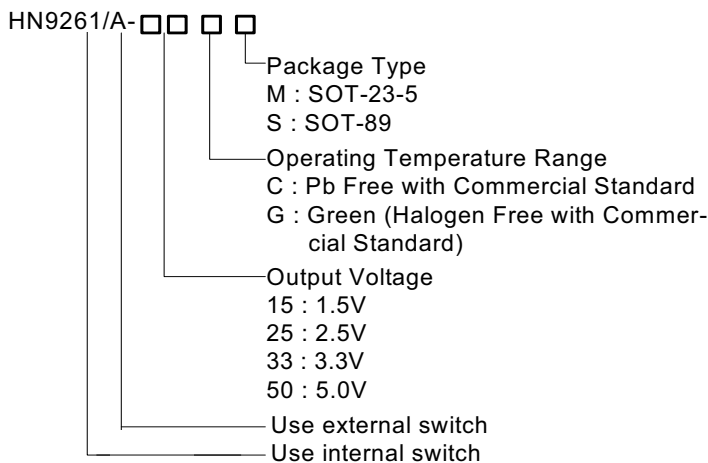 HN9261/A-□□ □ □
Package Type
M : SOT-23-5
S : SOT-89
Operating Temperature Range
C : Pb Free with Commercial Standard
G : Green (Halogen Free with Commer-
cial Standard)
Output Voltage
15 : 1.5V
25 : 2.5V
33 : 3.3V
50 : 5.0V
Use external switch
Use internal switch